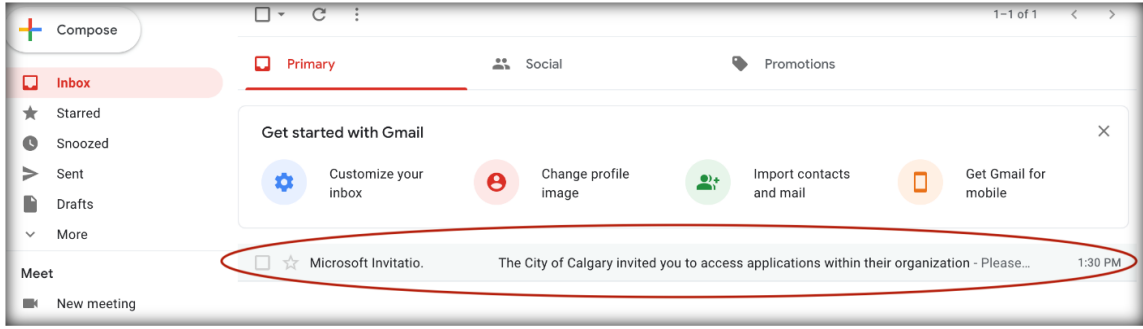 Compose
1–1 of 1
Inbox
Primary
Social
Promotions
Starred
Snoozed
Sent
Drafts
More
Get started with Gmail
Customize your
inbox
Change profile
image
Import contacts
and mail
Get Gmail for
mobile
Microsoft Invitatio. The City of Calgary invited you to access applications within their organization - Please... 1:30 PM
Meet
New meeting